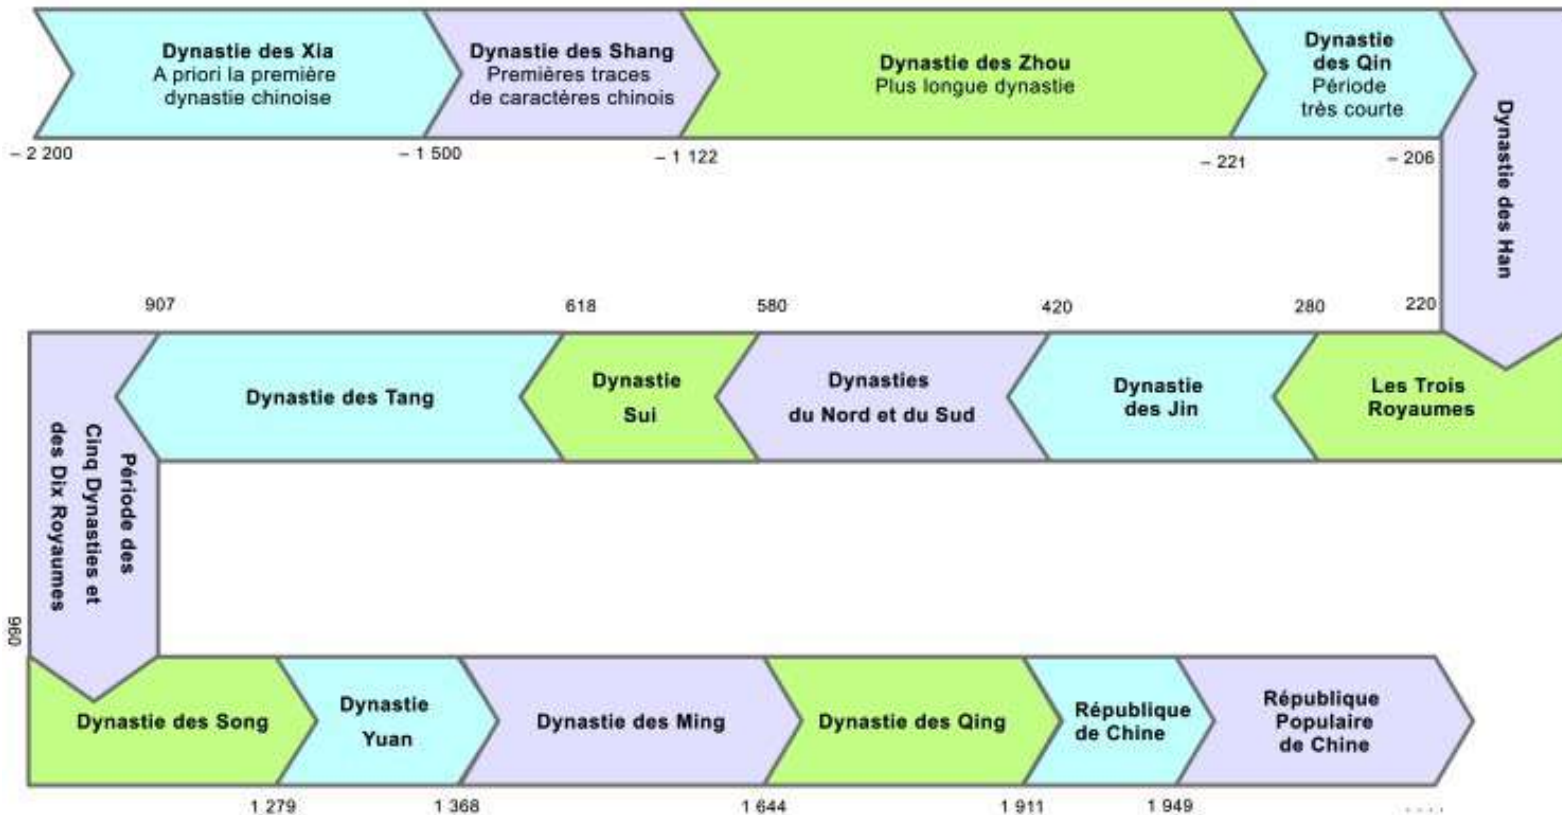 Dynastie des Xia
A priori la première
dynastie chinoise
Dynastie des Shang
Premières traces
de caractères chinois
Dynastie des Zhou
Plus longue dynastie
Dynastie
des Qin
Période
très courte
Dynastie des Han
– 2 200
– 1 500
– 1 122
– 221
– 206
907
618
580
420
280
220
Les Trois
Royaumes
Dynastie
des Jin
Dynasties
du Nord et du Sud
Dynastie
Sui
Dynastie des Tang
Période des
Cinq Dynasties et
des Dix Royaumes
960
Dynastie des Song
Dynastie
Yuan
Dynastie des Ming
Dynastie des Qing
République
de Chine
République
Populaire
de Chine
1 279
1 368
1 644
1 911
1 949
....